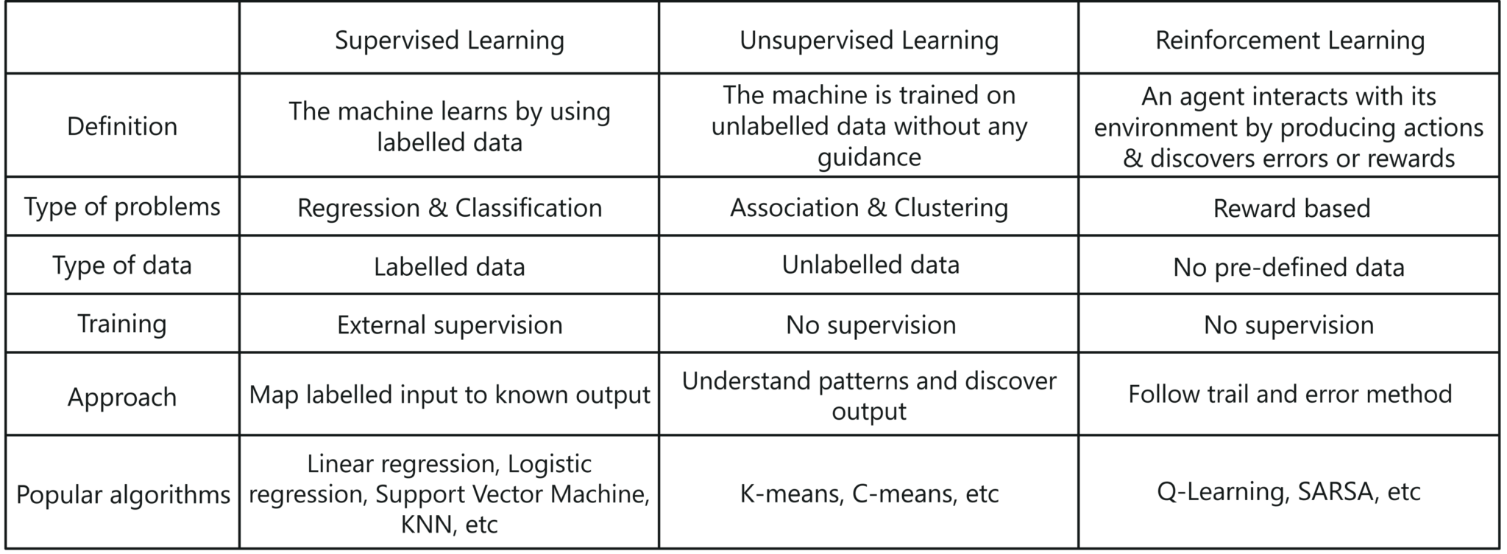 Supervised Learning
Unsupervised Learning
Reinforcement Learning
Definition
The machine learns by using
labelled data
The machine is trained on
unlabelled data without any
guidance
An agent interacts with its
environment by producing actions
& discovers errors or rewards
Type of problems
Regression & Classification
Association & Clustering
Reward based
Type of data
Labelled data
Unlabelled data
No pre-defined data
Training
External supervision
No supervision
No supervision
Approach
Map labelled input to known output
Understand patterns and discover
output
Follow trail and error method
Popular algorithms
Linear regression, Logistic
regression, Support Vector Machine,
KNN, etc
K-means, C-means, etc
Q-Learning, SARSA, etc